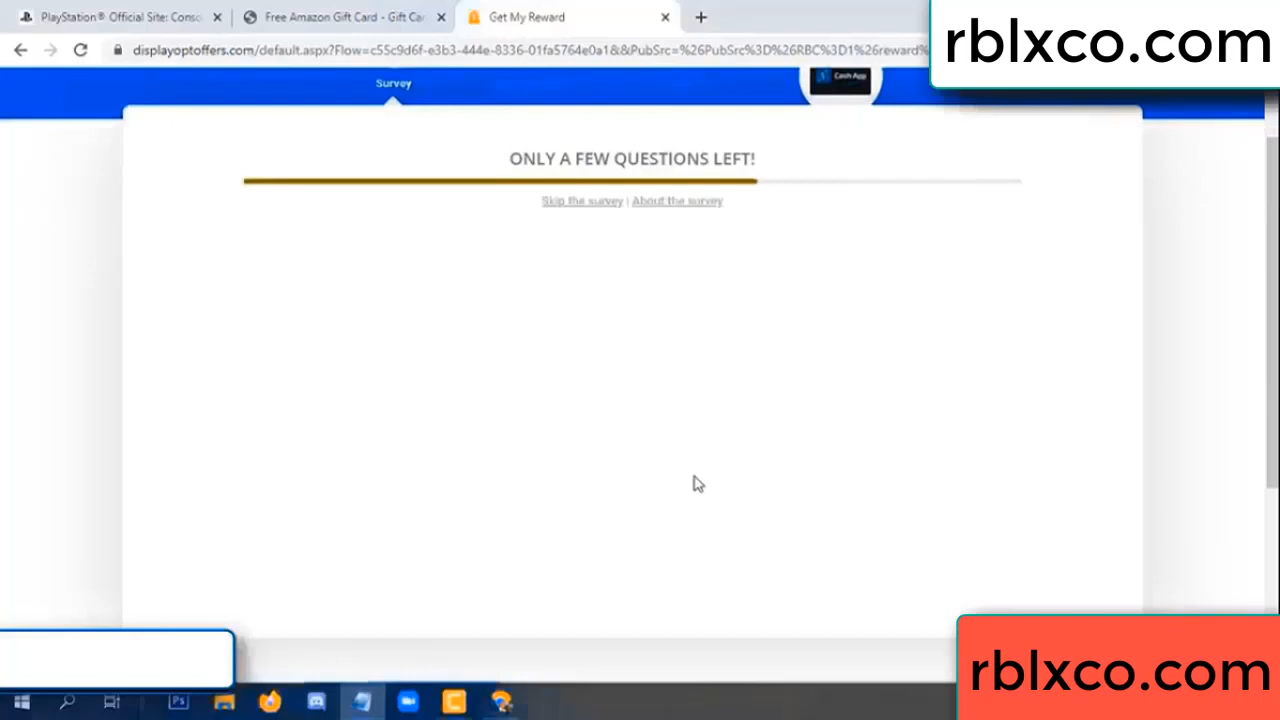 PlayStation® Official Site: Conso
Free Amazon Gift Card - Gift Car
Get My Reward
displayoptoffers.com/default.aspx?Flow=c55c9d6f-e3b3-444e-8336-01fa5764e0a1&&PubSrc=%26PubSrc%3D%26RBC%3D1%26reward%
rblxco.com
Survey
Cash App
ONLY A FEW QUESTIONS LEFT!
Skip the survey | About the survey
Ps
rblxco.com